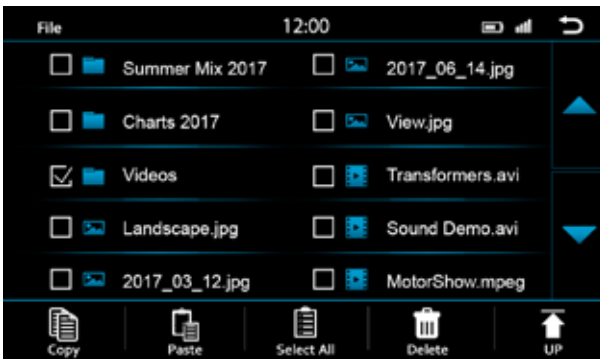 File 12:00
Summer Mix 2017 2017_06_14.jpg
Charts 2017 View.jpg
Videos Transformers.avi
Landscape.jpg Sound Demo.avi
2017_03_12.jpg MotorShow.mpeg
Copy Paste Select All Delete UP